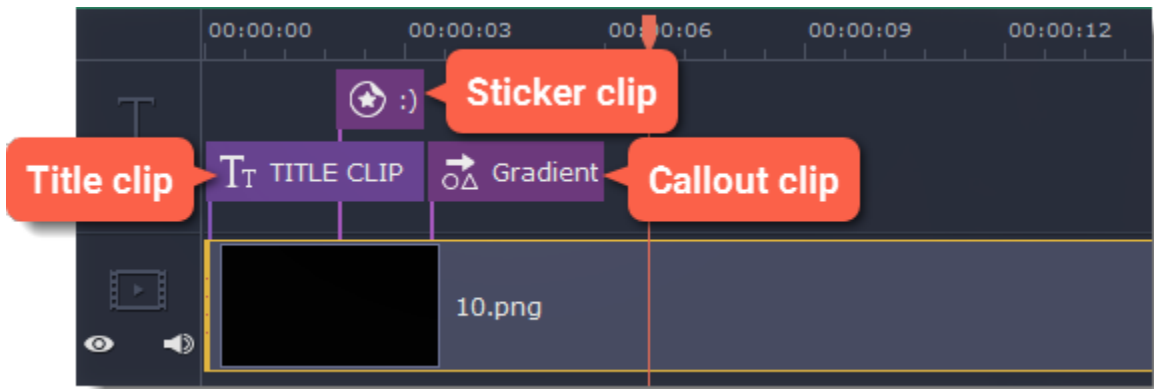 00:00:00 00:00:03 00:00:06 00:00:09 00:00:12
:) Sticker clip
Title clip TT TITLE CLIP Gradient Callout clip
10.png